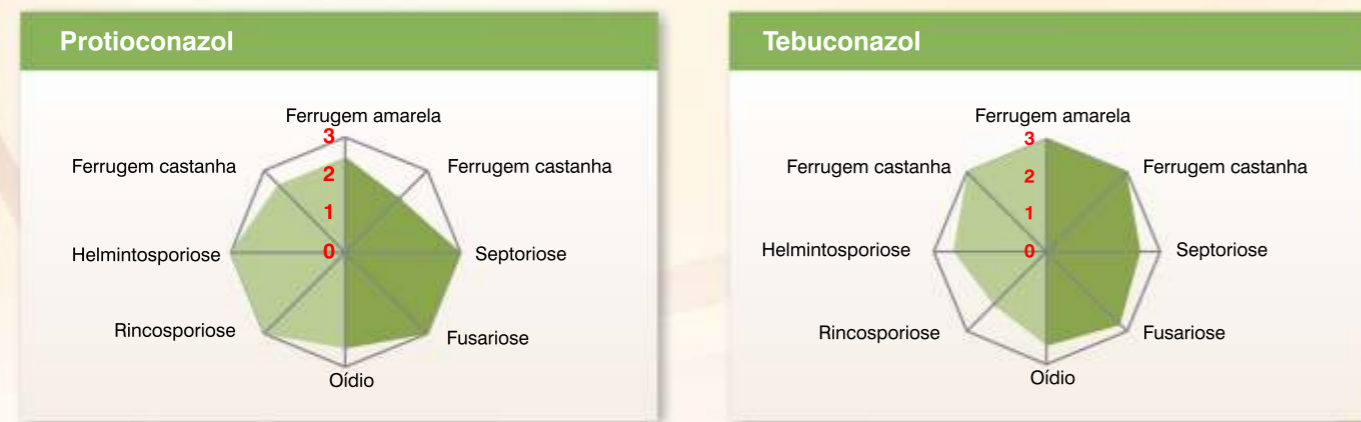 Protioconazol
Ferrugem amarela
3
Ferrugem castanha
2
Ferrugem castanha
1
Helmintosporiose
0
Septoriose
Rincosporiose
Fusariose
Oídio
Tebuconazol
Ferrugem amarela
3
Ferrugem castanha
2
Ferrugem castanha
1
Helmintosporiose
0
Septoriose
Rincosporiose
Fusariose
Oídio